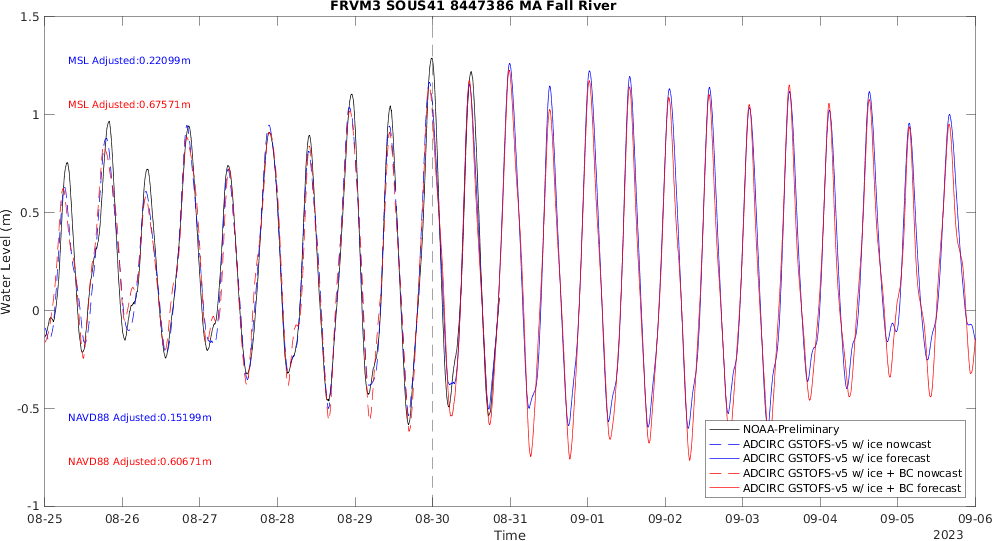 FRVM3 SOUS41 8447386 MA Fall River
1.5
MSL Adjusted:0.22099m
MSL Adjusted:0.67571m
1
0.5
0
-0.5
-1
Water Level (m)
NAVD88 Adjusted:0.15199m
NAVD88 Adjusted:0.60671m
NOAA-Preliminary
ADCIRC GSTOFS-v5 w/ ice nowcast
ADCIRC GSTOFS-v5 w/ ice forecast
ADCIRC GSTOFS-v5 w/ ice + BC nowcast
ADCIRC GSTOFS-v5 w/ ice + BC forecast
08-25 08-26 08-27 08-28 08-29 08-30 08-31 09-01 09-02 09-03 09-04 09-05 09-06
Time
2023